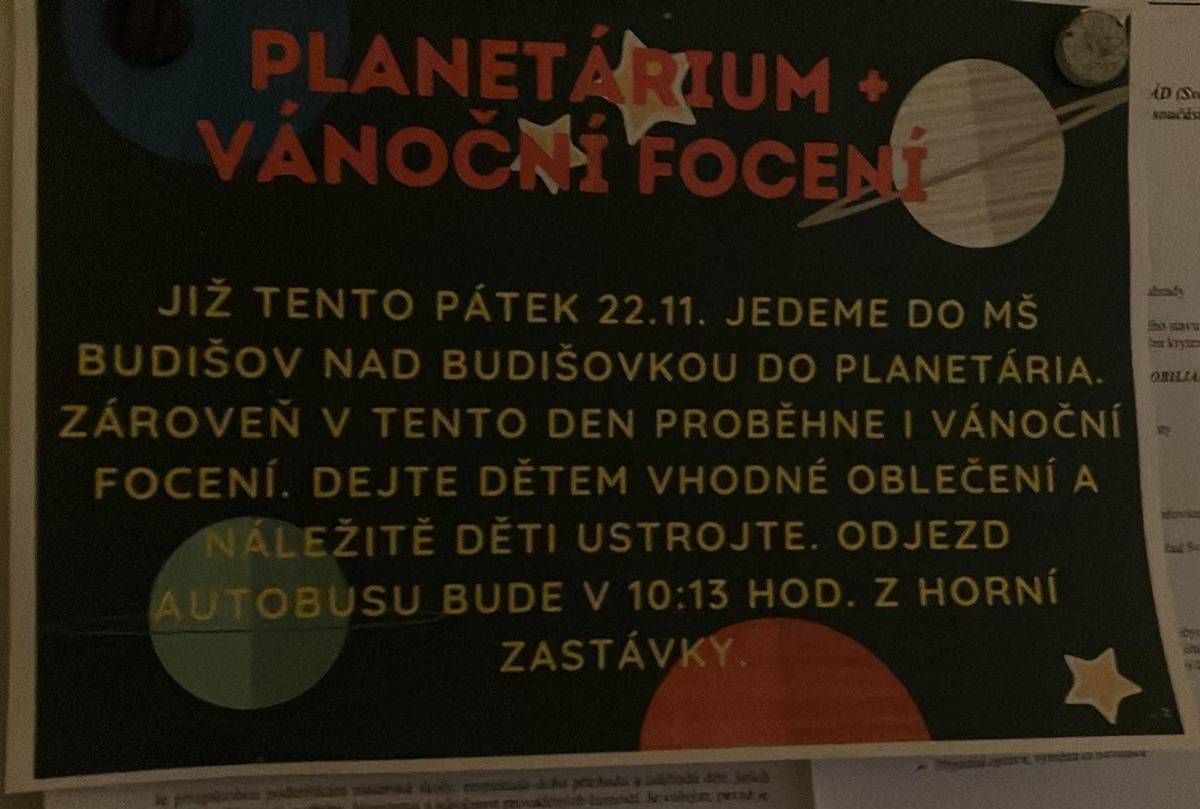 PLANETÁRIUM +
VÁNOČNÍ FOCENÍ
JIŽ TENTO PÁTEK 22.11. JEDEME DO MŠ
BUDIŠOV NAD BUDIŠOVKOU DO PLANETÁRIA.
ZÁROVEŇ V TENTO DEN PROBĚHNE I VÁNOČNÍ
FOCENÍ. DEJTE DĚTEM VHODNÉ OBLEČENÍ A
NÁLEŽITĚ DĚTI USTROJTE. ODJEZD
AUTOBUSU BUDE V 10:13 HOD. Z HORNÍ
ZASTÁVKY.